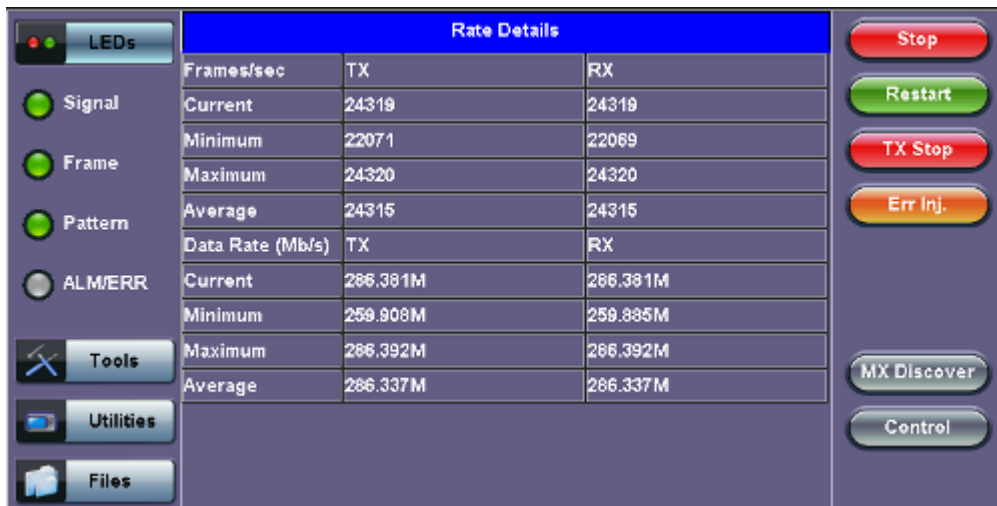 LEDs
Signal
Frame
Pattern
ALM/ERR
Tools
Utilities
Files
Rate Details
Frames/sec TX RX
Current 24319 24319
Minimum 22071 22069
Maximum 24320 24320
Average 24315 24315
Data Rate (Mb/s) TX RX
Current 286.381M 286.381M
Minimum 259.908M 259.885M
Maximum 286.392M 286.392M
Average 286.337M 286.337M
Stop
Restart
TX Stop
Err Inj.
MX Discover
Control